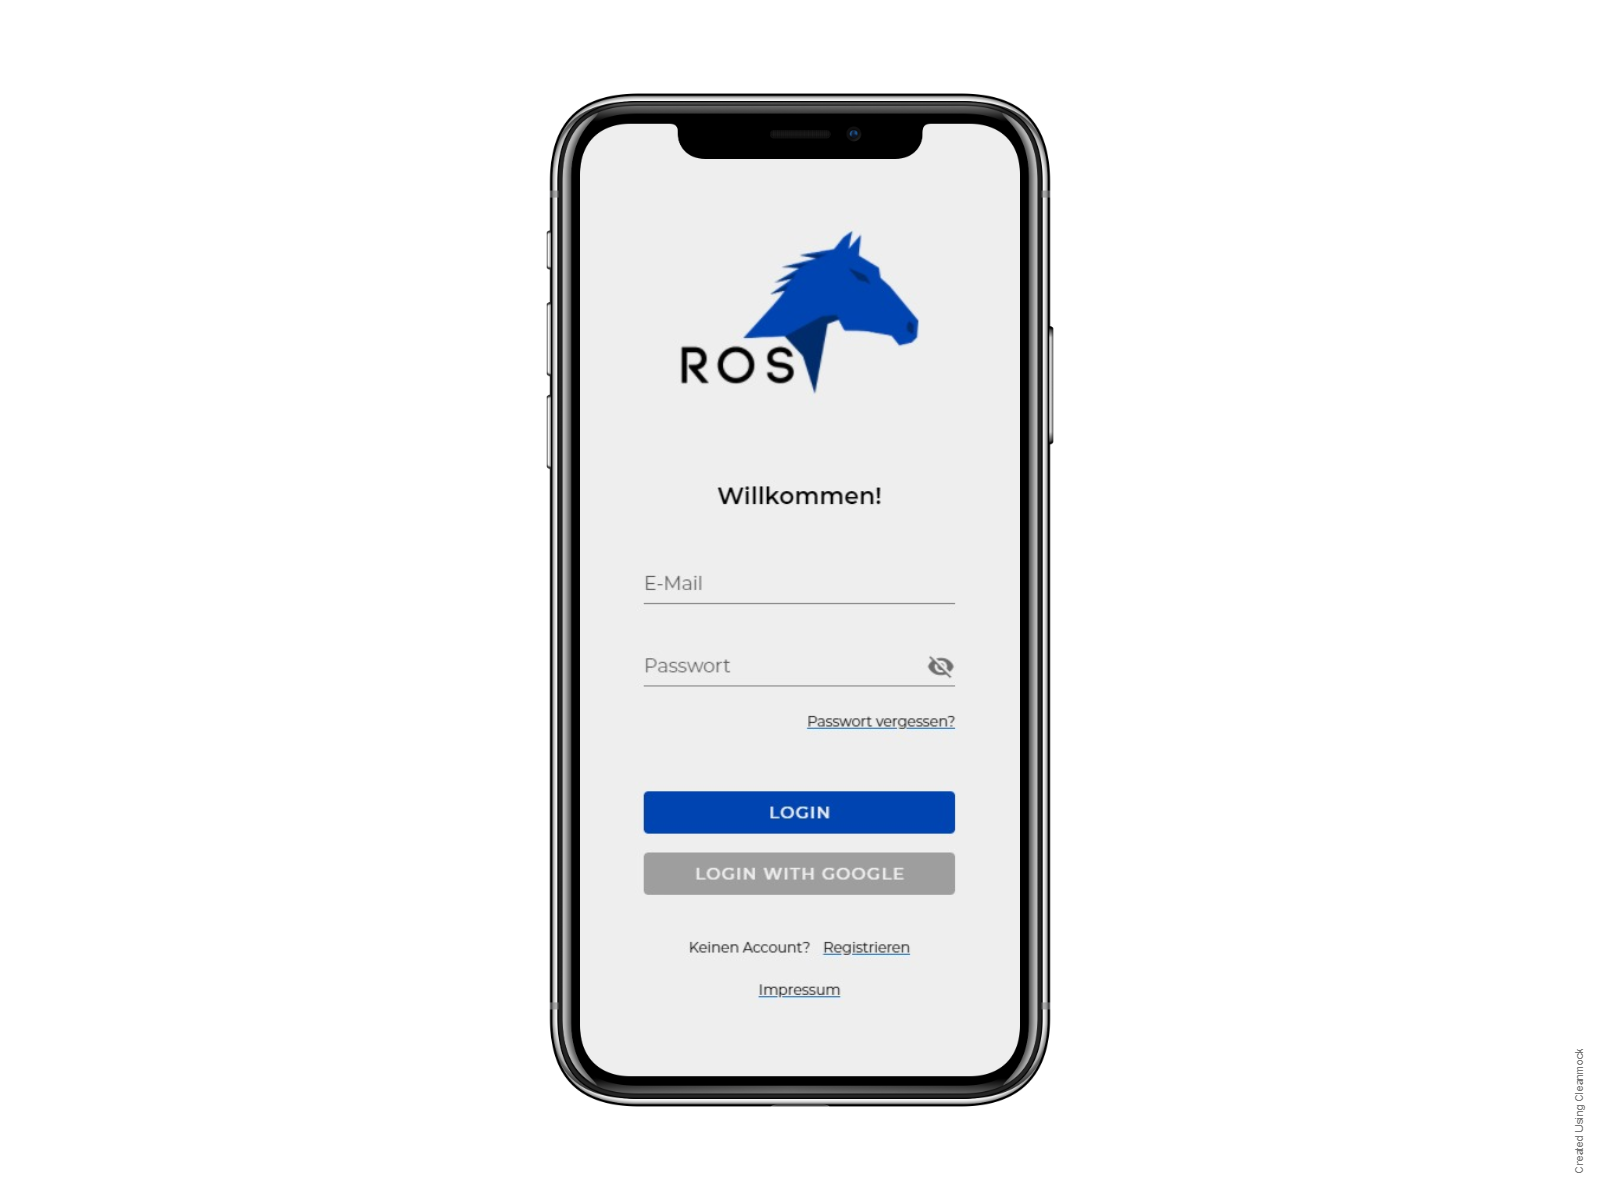 ROS
Willkommen!
E-Mail
Passwort
Passwort vergessen?
LOGIN
LOGIN WITH GOOGLE
Keinen Account? Registrieren
Impressum
Created Using Cleanmock